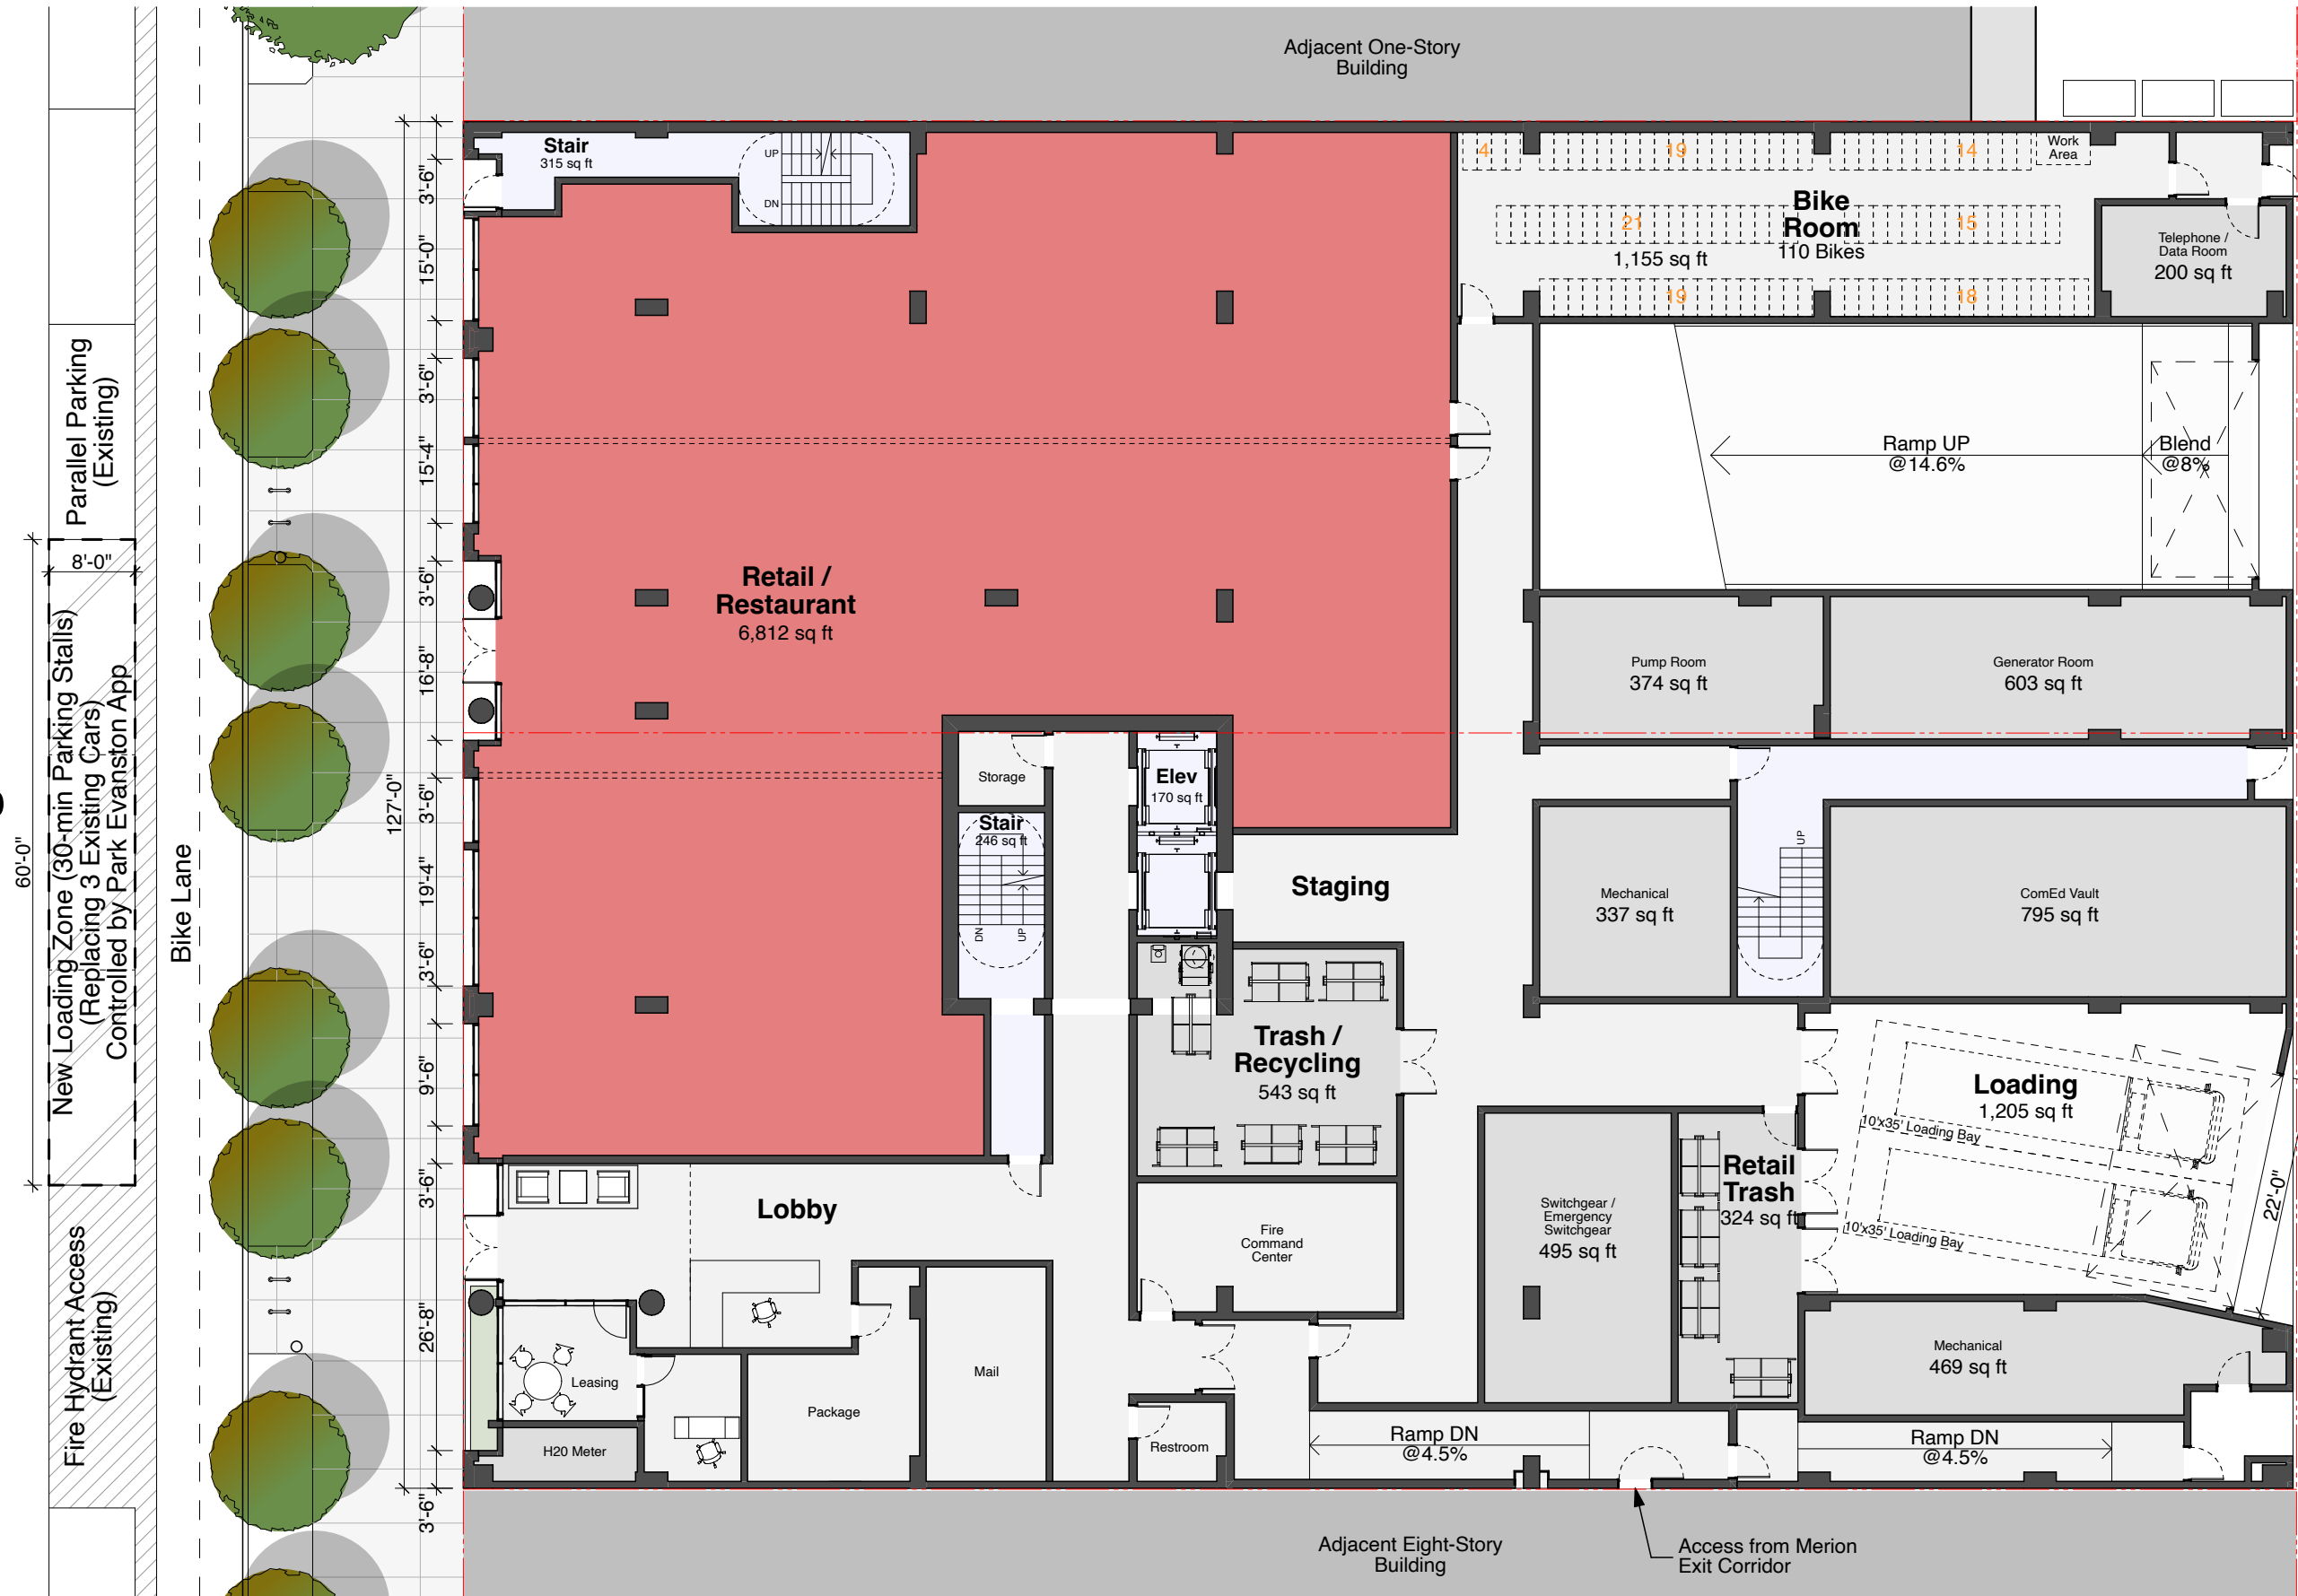 Adjacent One-Story
Building
Stair
315 sq ft
UP
DN
4
19
14
Work
Area
21
15
Bike
Room
110 Bikes
1,155 sq ft
19
18
Telephone /
Data Room
200 sq ft
Ramp UP
@14.6%
Blend
@8%
Retail /
Restaurant
6,812 sq ft
Pump Room
374 sq ft
Generator Room
603 sq ft
Storage
Elev
170 sq ft
Stair
246 sq ft
DN
UP
Staging
Mechanical
337 sq ft
UP
ComEd Vault
795 sq ft
Trash /
Recycling
543 sq ft
Loading
1,205 sq ft
10'x35' Loading Bay
10'x35' Loading Bay
22'-0"
Retail
Trash
324 sq ft
Switchgear /
Emergency
Switchgear
495 sq ft
Fire
Command
Center
Lobby
Leasing
H20 Meter
Package
Mail
Restroom
Mechanical
469 sq ft
Ramp DN
@4.5%
Ramp DN
@4.5%
Adjacent Eight-Story
Building
Access from Merion
Exit Corridor
3'-6"
15'-0"
3'-6"
15'-4"
3'-6"
16'-8"
3'-6"
19'-4"
3'-6"
9'-6"
3'-6"
26'-8"
3'-6"
127'-0"
Bike Lane
Parallel Parking
(Existing)
8'-0"
60'-0"
New Loading Zone (30-min Parking Stalls)
(Replacing 3 Existing Cars)
Controlled by Park Evanston App
Fire Hydrant Access
(Existing)